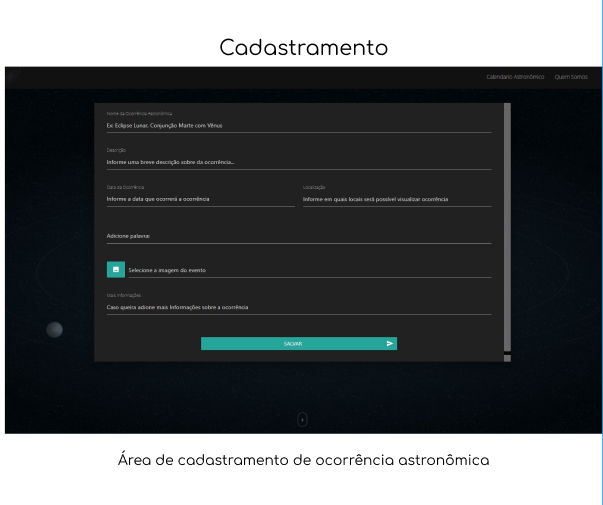 Cadastramento
Calendario Astronômico Quem Somos
Nome da Ocorrência Astronômica
Ex: Eclipse Lunar, Conjunção Marte com Vênus
Descrição
Informe uma breve descrição sobre da ocorrência...
Data da Ocorrência Localização
Informe a data que ocorrerá a ocorrência Informe em quais locais será possível visualizar ocorrência
Adicione palavras
Selecione a imagem do evento
Mais Informações
Caso queira adione mais Informações sobre a ocorrência
SALVAR
Área de cadastramento de ocorrência astronômica